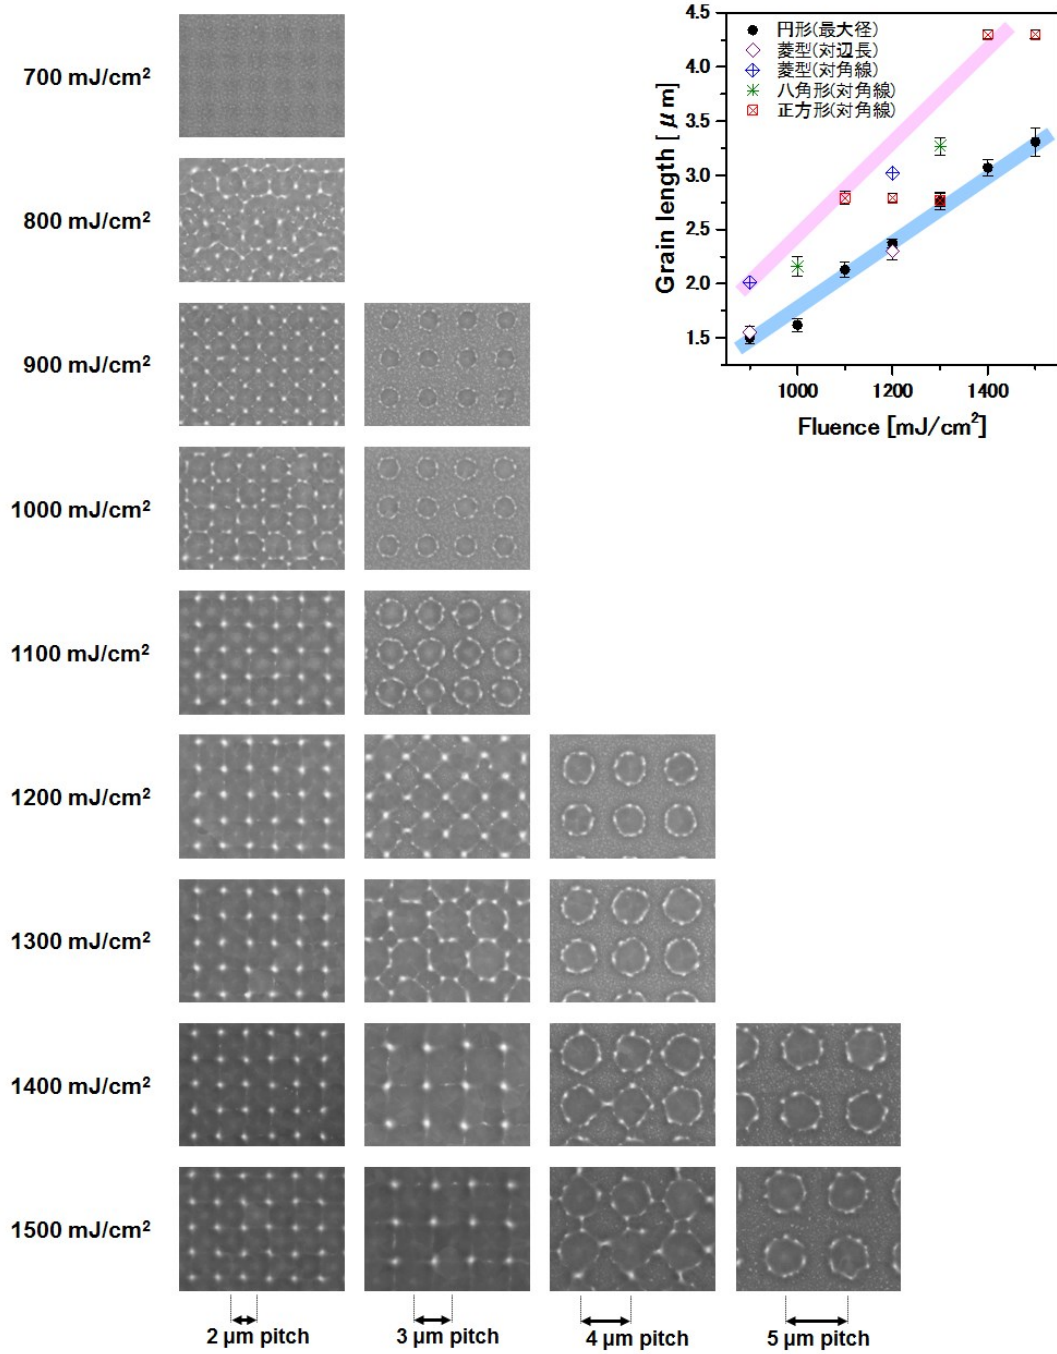 700 mJ/cm²
800 mJ/cm²
900 mJ/cm²
1000 mJ/cm²
1100 mJ/cm²
1200 mJ/cm²
1300 mJ/cm²
1400 mJ/cm²
1500 mJ/cm²
2 µm pitch
3 µm pitch
4 µm pitch
5 µm pitch
Grain length [ μm]
4.5
4.0
3.5
3.0
2.5
2.0
1.5
円形(最大径)
菱型(対辺長)
菱型(対角線)
八角形(対角線)
正方形(対角線)
1000
1200
1400
Fluence [mJ/cm²]